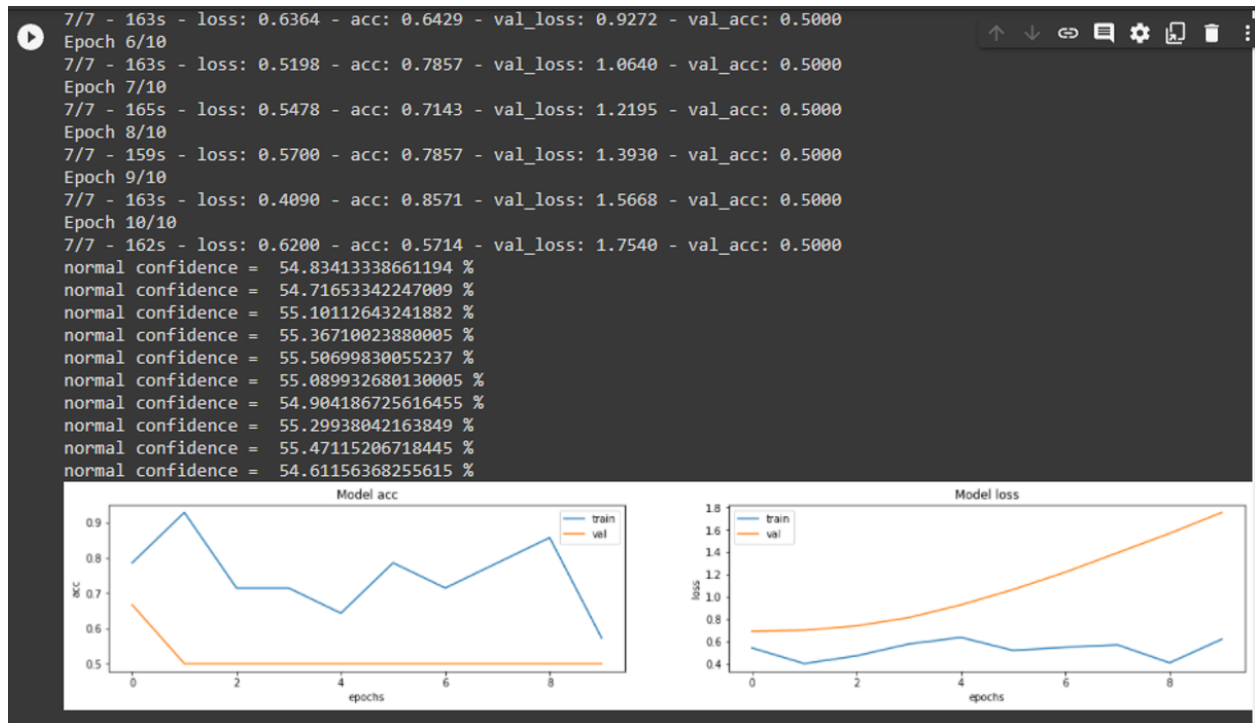 7/7 - 163s - loss: 0.6364 - acc: 0.6429 - val_loss: 0.9272 - val_acc: 0.5000
Epoch 6/10
7/7 - 163s - loss: 0.5198 - acc: 0.7857 - val_loss: 1.0640 - val_acc: 0.5000
Epoch 7/10
7/7 - 165s - loss: 0.5478 - acc: 0.7143 - val_loss: 1.2195 - val_acc: 0.5000
Epoch 8/10
7/7 - 159s - loss: 0.5700 - acc: 0.7857 - val_loss: 1.3930 - val_acc: 0.5000
Epoch 9/10
7/7 - 163s - loss: 0.4090 - acc: 0.8571 - val_loss: 1.5668 - val_acc: 0.5000
Epoch 10/10
7/7 - 162s - loss: 0.6200 - acc: 0.5714 - val_loss: 1.7540 - val_acc: 0.5000
normal confidence =  54.83413338661194 %
normal confidence =  54.71653342247009 %
normal confidence =  55.10112643241882 %
normal confidence =  55.36710023880005 %
normal confidence =  55.50699830055237 %
normal confidence =  55.089932680130005 %
normal confidence =  54.904186725616455 %
normal confidence =  55.29938042163849 %
normal confidence =  55.47115206718445 %
normal confidence =  54.61156368255615 %
Model acc
train
val
0.9
0.8
0.7
0.6
0.5
acc
0 2 4 6 8
epochs
Model loss
train
val
1.8
1.6
1.4
1.2
1.0
0.8
0.6
0.4
loss
0 2 4 6 8
epochs